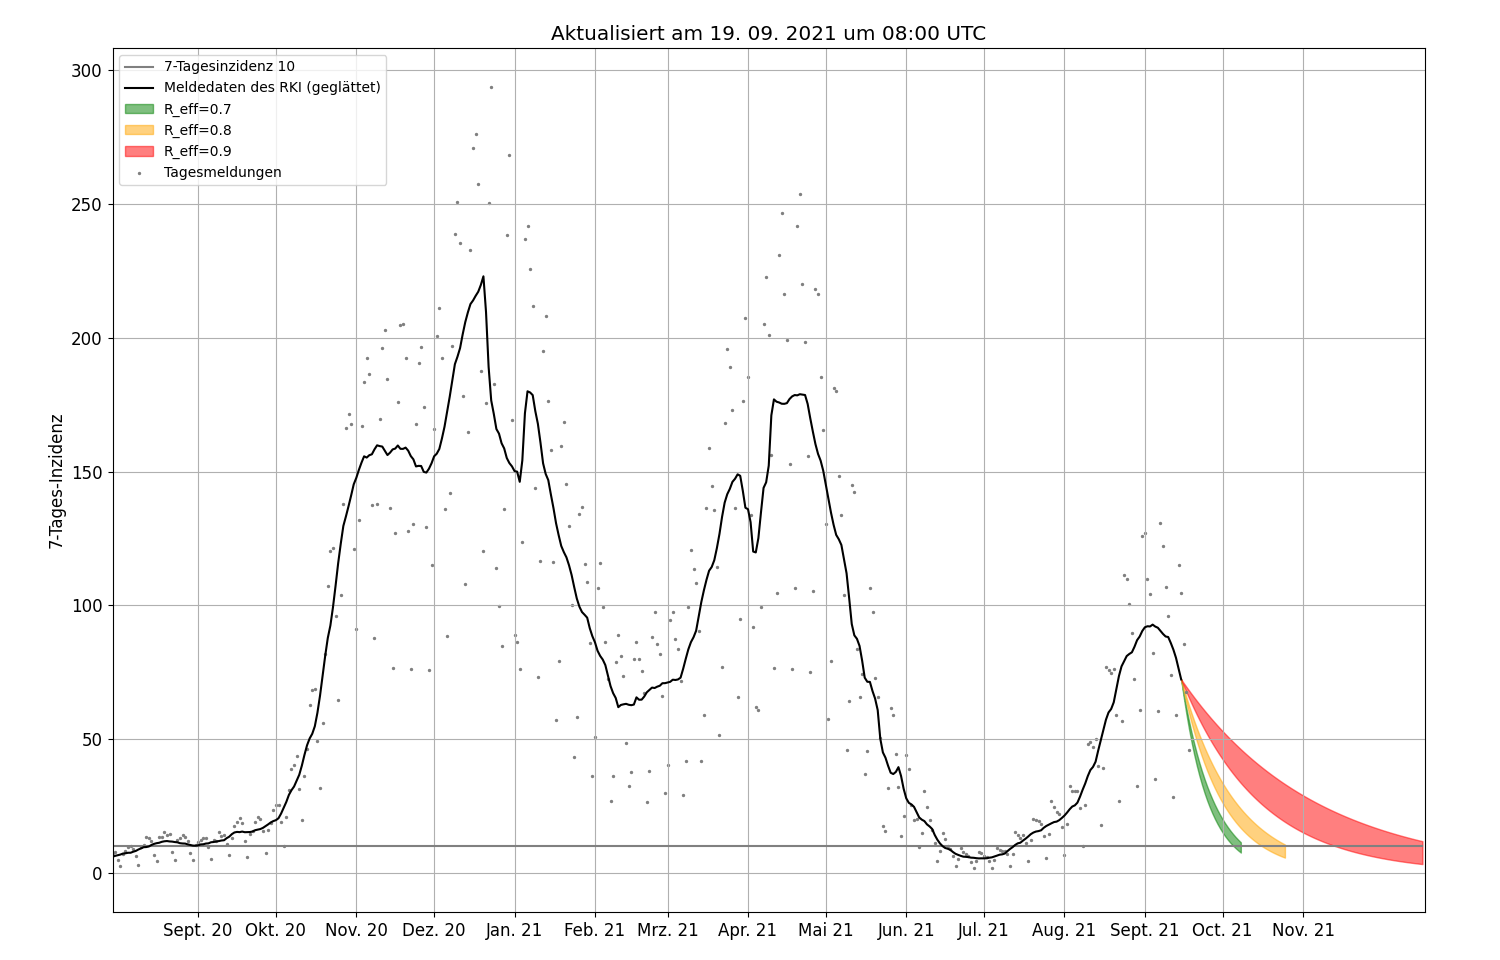 Aktualisiert am 19. 09. 2021 um 08:00 UTC
7-Tagesinzidenz 10
Meldedaten des RKI (geglättet)
R_eff=0.7
R_eff=0.8
R_eff=0.9
Tagesmeldungen
7-Tages-Inzidenz
300
250
200
150
100
50
0
Sept. 20 Okt. 20 Nov. 20 Dez. 20 Jan. 21 Feb. 21 Mrz. 21 Apr. 21 Mai 21 Jun. 21 Jul. 21 Aug. 21 Sept. 21 Oct. 21 Nov. 21